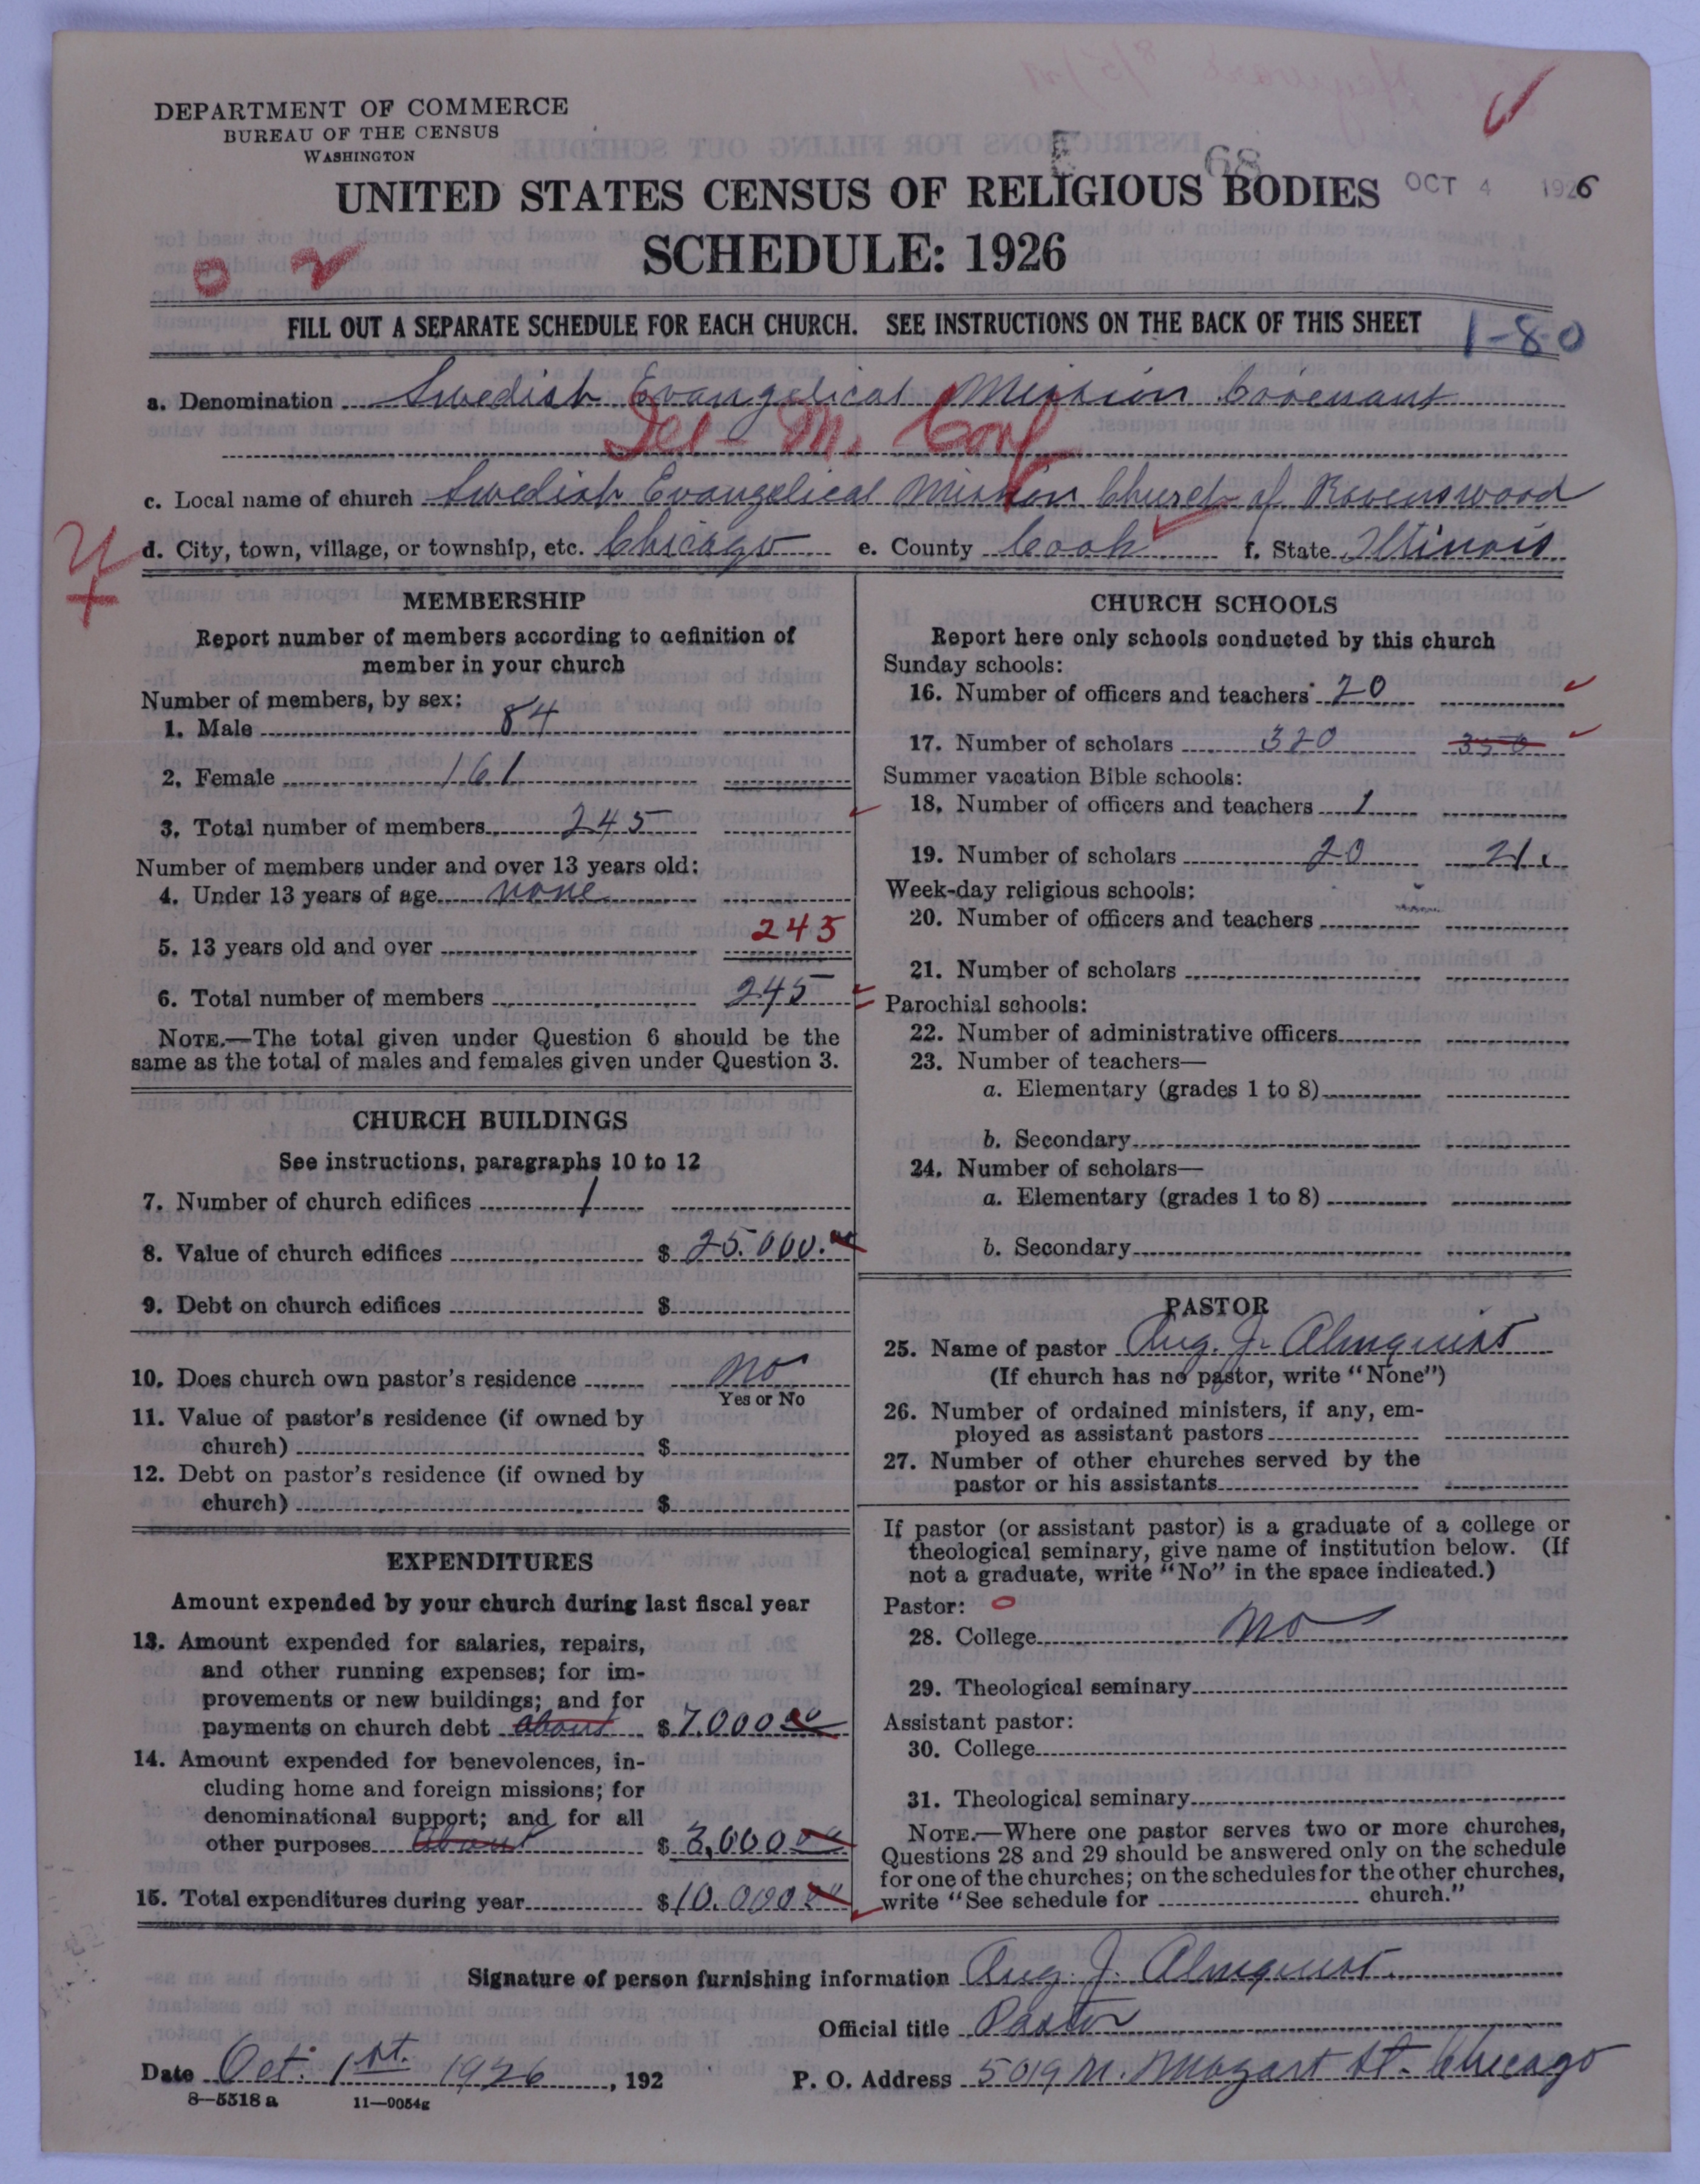 DEPARTMENT OF COMMERCE
BUREAU OF THE CENSUS
WASHINGTON
68
UNITED STATES CENSUS OF RELIGIOUS BODIES
OCT 4 1926
SCHEDULE: 1926
FILL OUT A SEPARATE SCHEDULE FOR EACH CHURCH. SEE INSTRUCTIONS ON THE BACK OF THIS SHEET
1-80
a. Denomination Swedish Evangelical Mission Covenant
c. Local name of church Swedish Evangelical Mission Church of Ravenswood
d. City, town, village, or township, etc. Chicago e. County Cook f. State Illinois
MEMBERSHIP
Report number of members according to definition of
member in your church
Number of members, by sex:
1. Male 84
2. Female 161
3. Total number of members 245
Number of members under and over 13 years old:
4. Under 13 years of age none
5. 13 years old and over 245
6. Total number of members 245
NOTE.—The total given under Question 6 should be the
same as the total of males and females given under Question 3.
CHURCH BUILDINGS
See instructions, paragraphs 10 to 12
7. Number of church edifices 1
8. Value of church edifices $ 25.000.00
9. Debt on church edifices $
10. Does church own pastor's residence no
Yes or No
11. Value of pastor's residence (if owned by
church) $
12. Debt on pastor's residence (if owned by
church) $
EXPENDITURES
Amount expended by your church during last fiscal year
13. Amount expended for salaries, repairs,
and other running expenses; for im-
provements or new buildings; and for
payments on church debt about $ 7.000 00
14. Amount expended for benevolences, in-
cluding home and foreign missions; for
denominational support; and for all
other purposes about $ 3,000 00
15. Total expenditures during year $ 10.000 00
CHURCH SCHOOLS
Report here only schools conducted by this church
Sunday schools:
16. Number of officers and teachers 20
17. Number of scholars 320 350
Summer vacation Bible schools:
18. Number of officers and teachers 1
19. Number of scholars 20 21
Week-day religious schools:
20. Number of officers and teachers
21. Number of scholars
Parochial schools:
22. Number of administrative officers
23. Number of teachers—
a. Elementary (grades 1 to 8)
b. Secondary
24. Number of scholars—
a. Elementary (grades 1 to 8)
b. Secondary
PASTOR
25. Name of pastor Aug. J. Almquist
(If church has no pastor, write "None")
26. Number of ordained ministers, if any, em-
ployed as assistant pastors
27. Number of other churches served by the
pastor or his assistants
If pastor (or assistant pastor) is a graduate of a college or
theological seminary, give name of institution below. (If
not a graduate, write "No" in the space indicated.)
Pastor:
28. College no
29. Theological seminary
Assistant pastor:
30. College
31. Theological seminary
NOTE.—Where one pastor serves two or more churches,
Questions 28 and 29 should be answered only on the schedule
for one of the churches; on the schedules for the other churches,
write "See schedule for church."
Signature of person furnishing information Aug. J. Almquist
Official title Pastor
Date Oct. 1st. 1926, 192
P. O. Address 5019 N. Mozart St. Chicago
8—5518 a 11—9054g